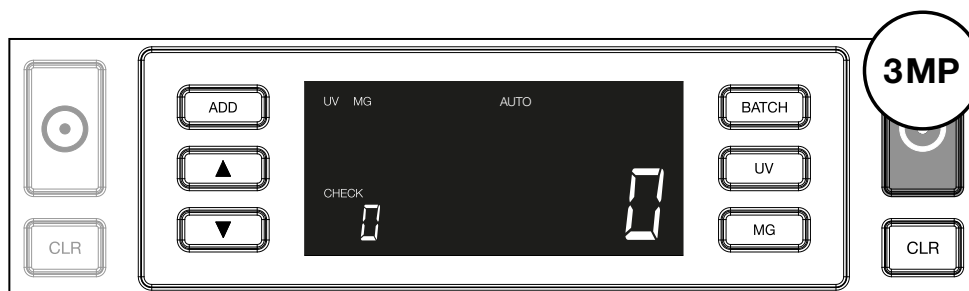 3MP
ADD
UV MG AUTO
BATCH
▲
UV
CHECK
0 0
▼
MG
CLR
CLR